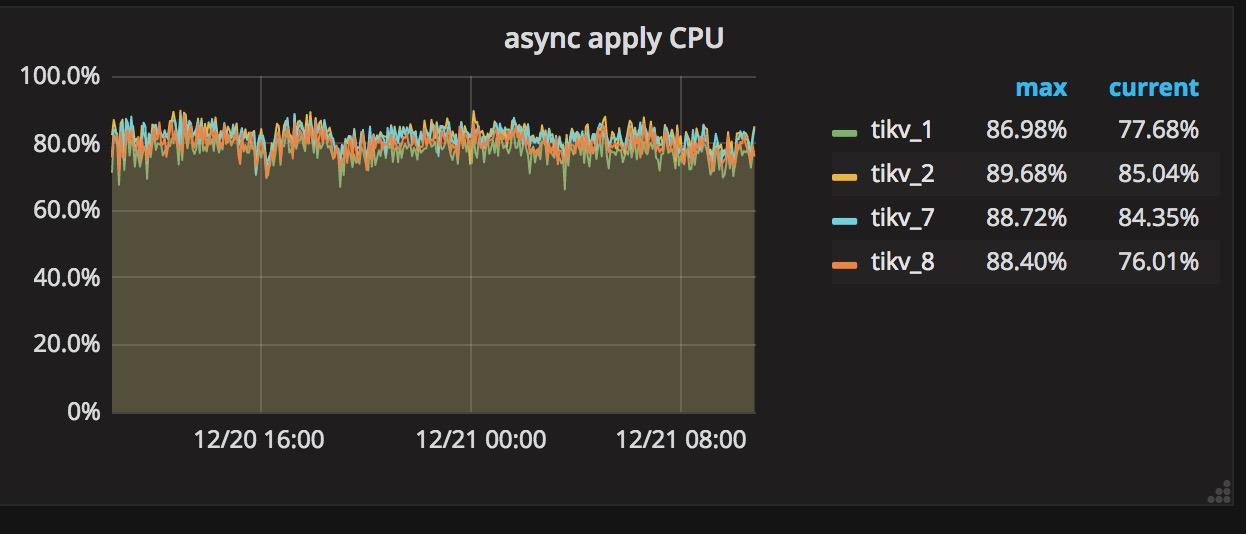 async apply CPU
100.0%
80.0%
60.0%
40.0%
20.0%
0%
12/20 16:00 12/21 00:00 12/21 08:00
max current
tikv_1 86.98% 77.68%
tikv_2 89.68% 85.04%
tikv_7 88.72% 84.35%
tikv_8 88.40% 76.01%